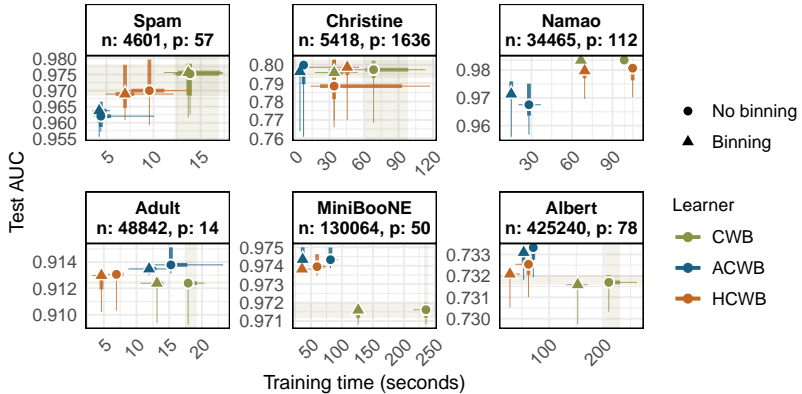 Spam
n: 4601, p: 57
Christine
n: 5418, p: 1636
Namao
n: 34465, p: 112
0.980
0.975
0.970
0.965
0.960
0.955
5
10
15
0.80
0.79
0.78
0.77
0.76
0
30
60
90
120
0.98
0.97
0.96
30
60
90
Test AUC
No binning
Binning
Adult
n: 48842, p: 14
MiniBooNE
n: 130064, p: 50
Albert
n: 425240, p: 78
0.914
0.912
0.910
5
10
15
20
0.975
0.974
0.973
0.972
0.971
50
100
150
200
250
0.733
0.732
0.731
0.730
100
200
Learner
CWB
ACWB
HCWB
Training time (seconds)